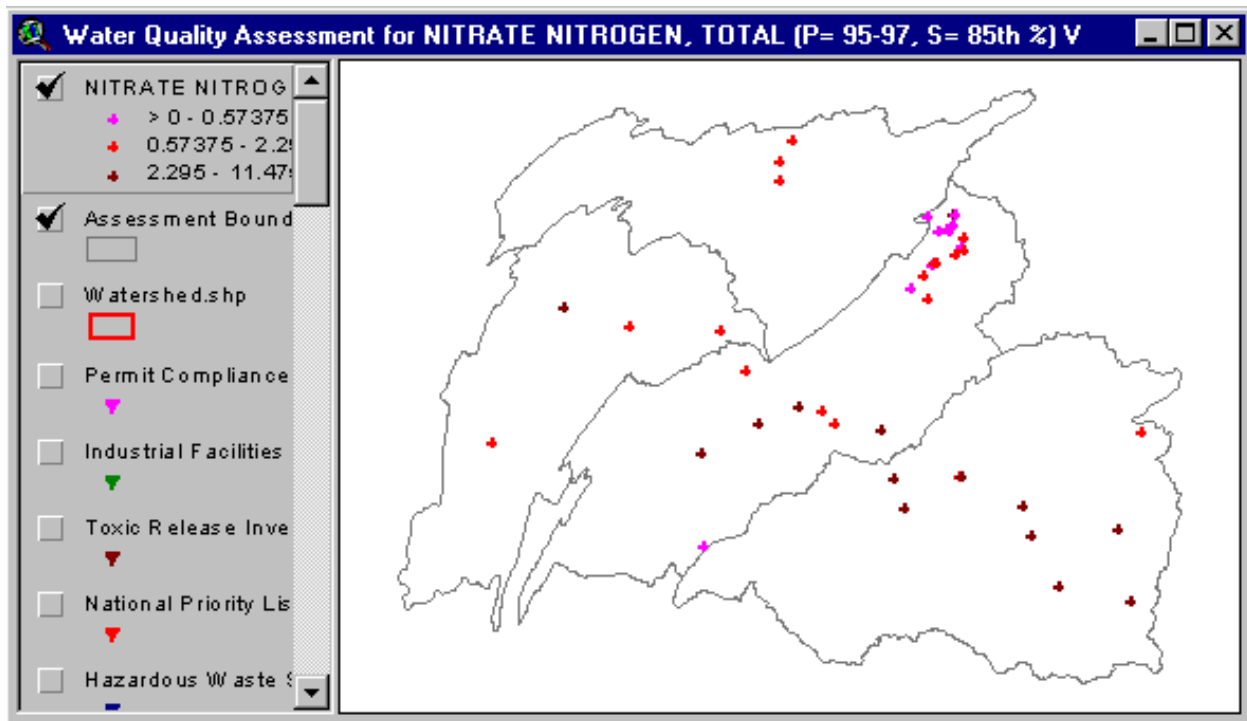 Water Quality Assessment for NITRATE NITROGEN, TOTAL (P= 95-97, S= 85th %) V
NITRATE NITROG
> 0 - 0.57375
0.57375 - 2.29
2.295 - 11.47
Assessment Bound
Watershed.shp
Permit Compliance
Industrial Facilities
Toxic Release Inve
National Priority Lis
Hazardous Waste S